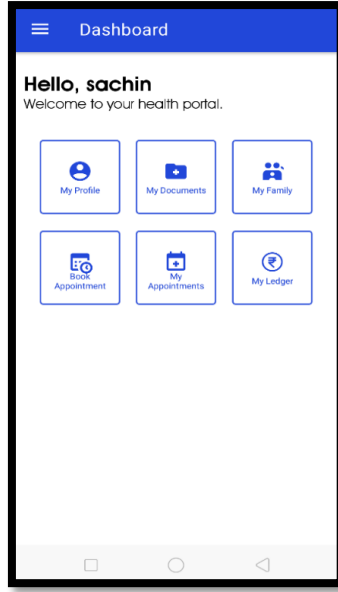 Dashboard
Hello, sachin
Welcome to your health portal.
My Profile
My Documents
My Family
Book
Appointment
My
Appointments
My Ledger